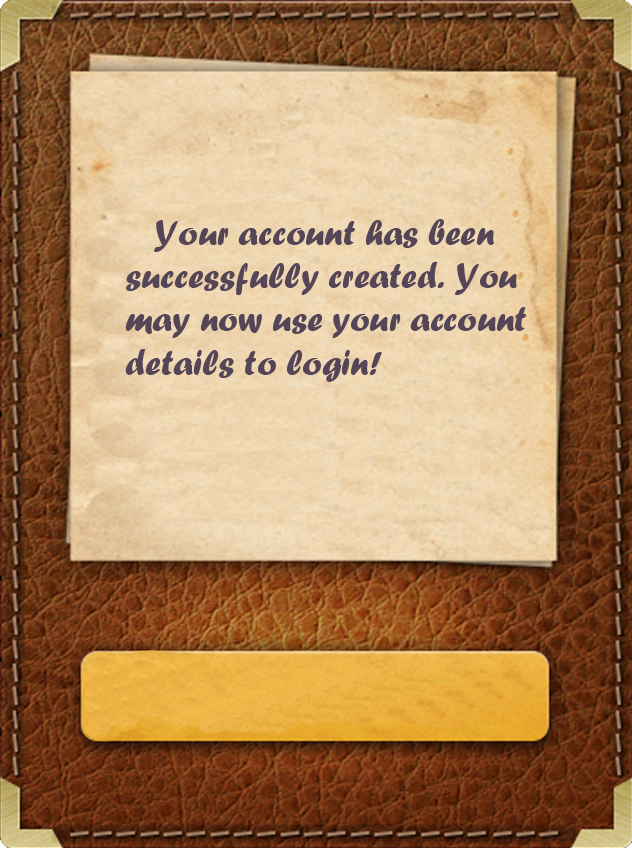 Your account has been
successfully created. You
may now use your account
details to login!